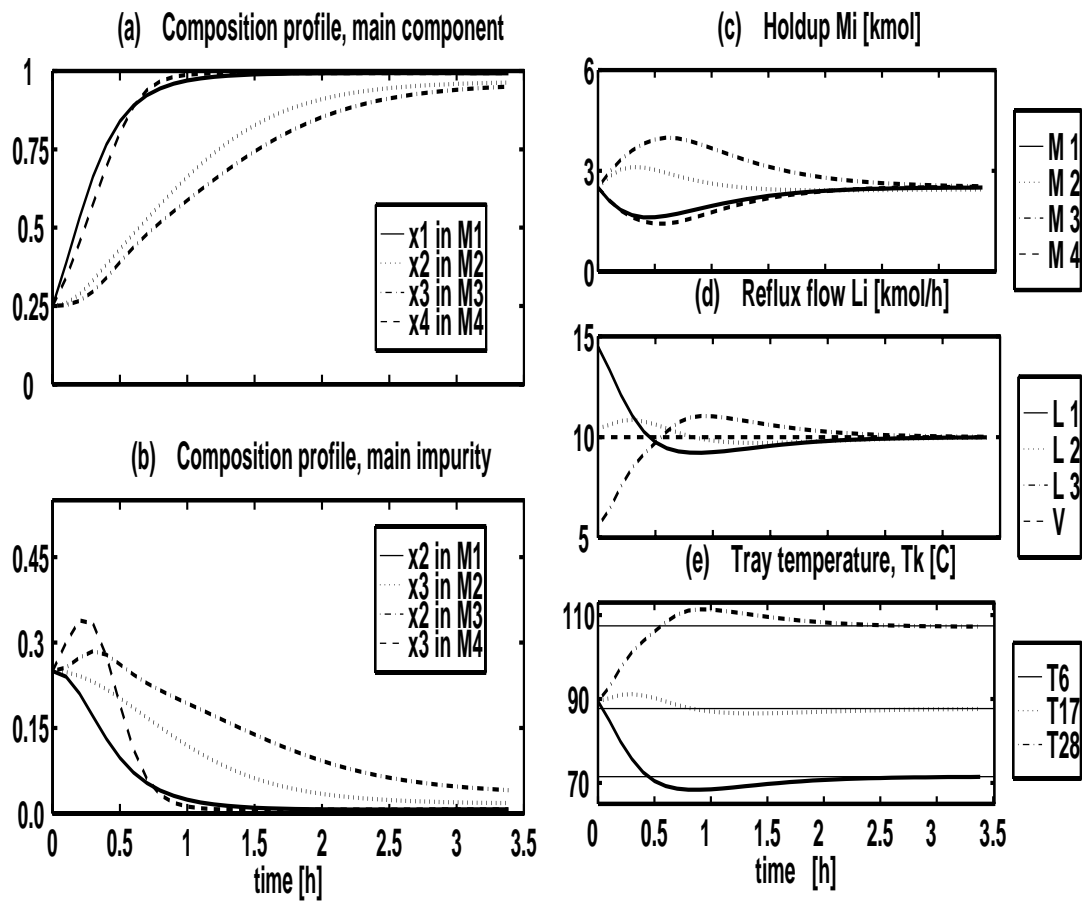 (a) Composition profile, main component
1
0.75
0.5
0.25
0
x1 in M1
x2 in M2
x3 in M3
x4 in M4
(b) Composition profile, main impurity
0.45
0.3
0.15
0.0
x2 in M1
x3 in M2
x2 in M3
x3 in M4
0 0.5 1 1.5 2 2.5 3 3.5
time [h]
(c) Holdup Mi [kmol]
6
3
0
M 1
M 2
M 3
M 4
(d) Reflux flow Li [kmol/h]
15
10
5
L 1
L 2
L 3
V
(e) Tray temperature, Tk [C]
110
90
70
T6
T17
T28
0 0.5 1 1.5 2 2.5 3 3.5
time [h]